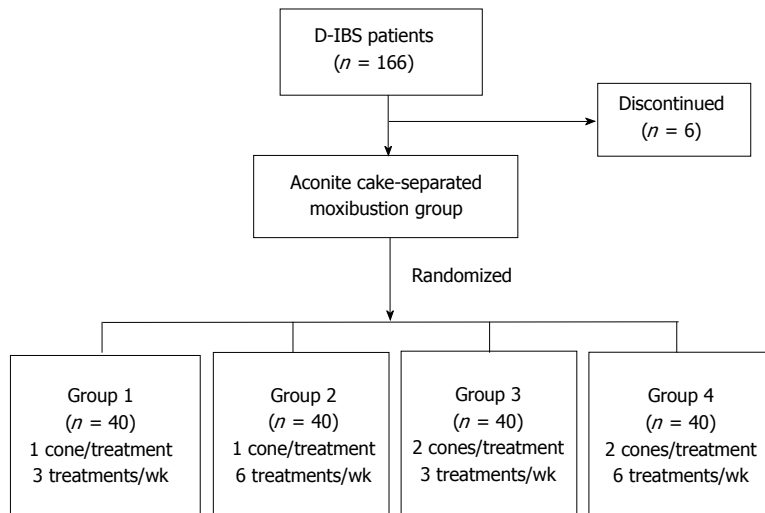 D-IBS patients
(n = 166)
Discontinued
(n = 6)
Aconite cake-separated
moxibustion group
Randomized
Group 1
(n = 40)
1 cone/treatment
3 treatments/wk
Group 2
(n = 40)
1 cone/treatment
6 treatments/wk
Group 3
(n = 40)
2 cones/treatment
3 treatments/wk
Group 4
(n = 40)
2 cones/treatment
6 treatments/wk